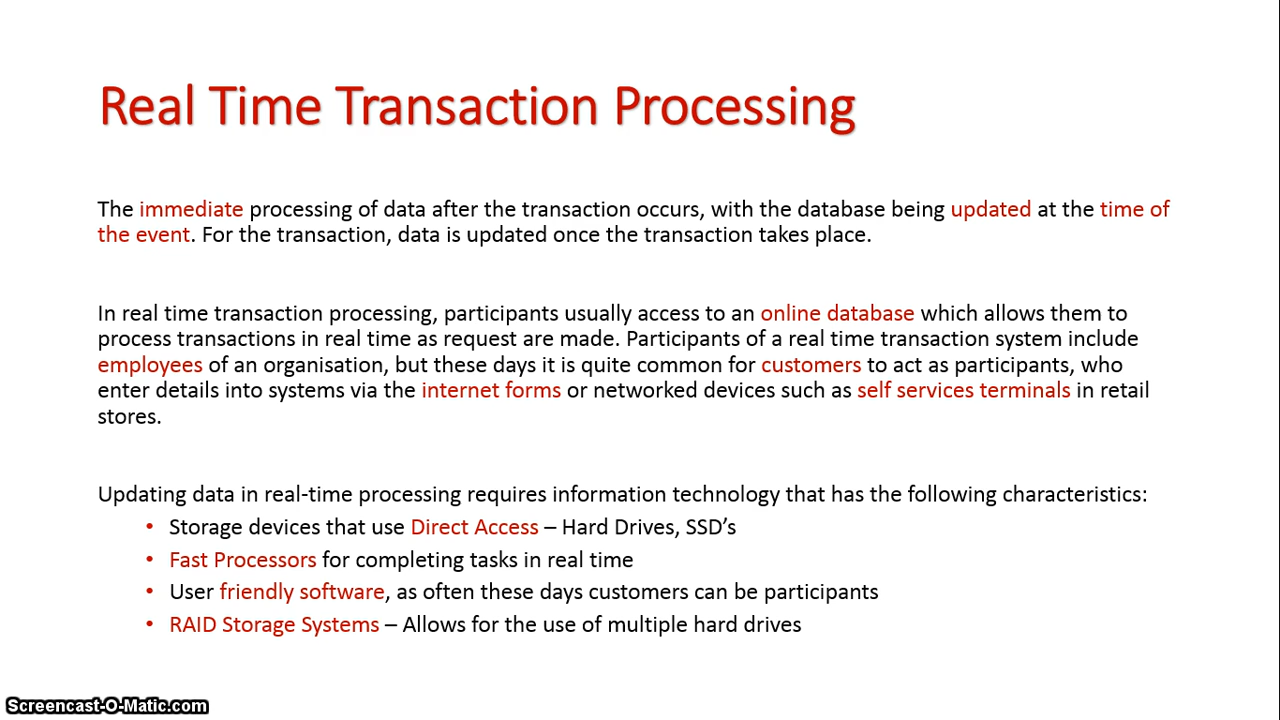 Real Time Transaction Processing
The immediate processing of data after the transaction occurs, with the database being updated at the time of
the event. For the transaction, data is updated once the transaction takes place.
In real time transaction processing, participants usually access to an online database which allows them to
process transactions in real time as request are made. Participants of a real time transaction system include
employees of an organisation, but these days it is quite common for customers to act as participants, who
enter details into systems via the internet forms or networked devices such as self services terminals in retail
stores.
Updating data in real-time processing requires information technology that has the following characteristics:
• Storage devices that use Direct Access – Hard Drives, SSD’s
• Fast Processors for completing tasks in real time
• User friendly software, as often these days customers can be participants
• RAID Storage Systems – Allows for the use of multiple hard drives
Screencast-O-Matic.com